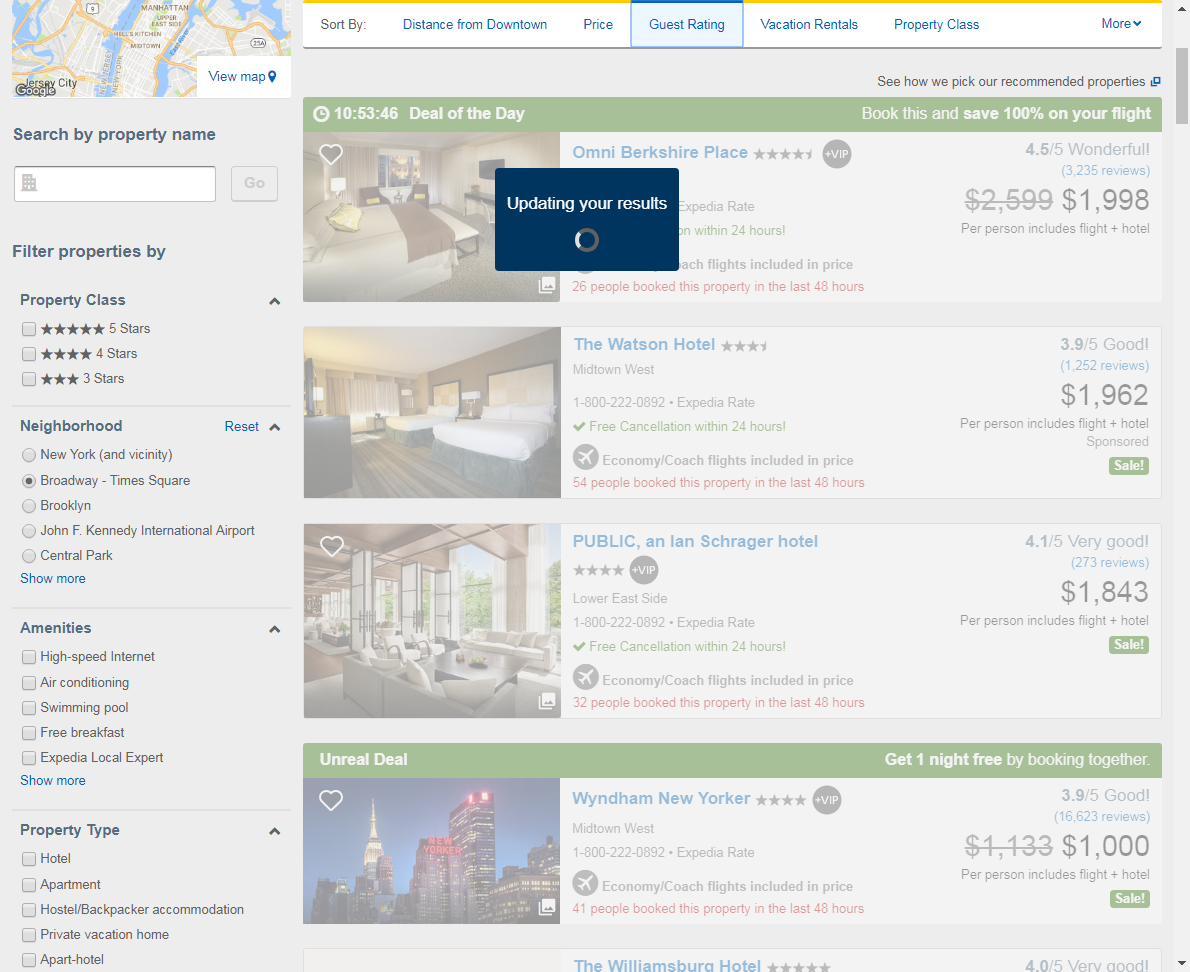 MANHATTAN
UPPER
EAST SIDE
HELL'S KITCHEN
MIDTOWN
East River
NEW JERSEY
NEW YORK
9
25A
Jersey City
Google
View map
Search by property name
Go
Filter properties by
Property Class
5 Stars
4 Stars
3 Stars
Neighborhood Reset
New York (and vicinity)
Broadway - Times Square
Brooklyn
John F. Kennedy International Airport
Central Park
Show more
Amenities
High-speed Internet
Air conditioning
Swimming pool
Free breakfast
Expedia Local Expert
Show more
Property Type
Hotel
Apartment
Hostel/Backpacker accommodation
Private vacation home
Apart-hotel
Sort By: Distance from Downtown Price Guest Rating Vacation Rentals Property Class More
See how we pick our recommended properties
10:53:46 Deal of the Day Book this and save 100% on your flight
Omni Berkshire Place +VIP
4.5/5 Wonderful!
(3,235 reviews)
$2,599 $1,998
Per person includes flight + hotel
Updating your results
Expedia Rate
within 24 hours!
flights included in price
26 people booked this property in the last 48 hours
The Watson Hotel
3.9/5 Good!
Midtown West
(1,252 reviews)
$1,962
1-800-222-0892 • Expedia Rate
Per person includes flight + hotel
Free Cancellation within 24 hours!
Sponsored
Economy/Coach flights included in price
Sale!
54 people booked this property in the last 48 hours
PUBLIC, an Ian Schrager hotel
4.1/5 Very good!
+VIP
(273 reviews)
Lower East Side
$1,843
1-800-222-0892 • Expedia Rate
Per person includes flight + hotel
Free Cancellation within 24 hours!
Sale!
Economy/Coach flights included in price
32 people booked this property in the last 48 hours
Unreal Deal Get 1 night free by booking together.
NEW
YORKER
Wyndham New Yorker +VIP
3.9/5 Good!
(16,623 reviews)
Midtown West
$1,133 $1,000
1-800-222-0892 • Expedia Rate
Per person includes flight + hotel
Economy/Coach flights included in price
Sale!
41 people booked this property in the last 48 hours
The Williamsburg Hotel
4.0/5 Very good!